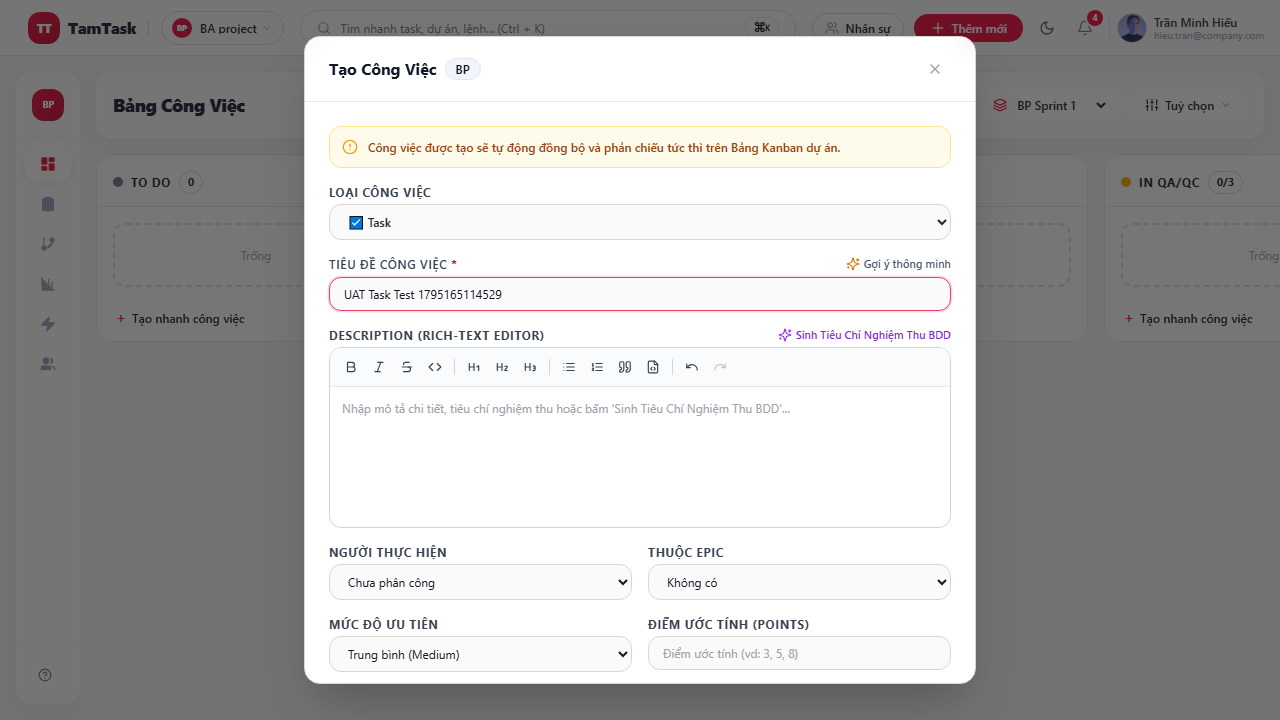 TT TamTask
BP BA project
Tìm nhanh task, dự án, lệnh... (Ctrl + K)
⌘K
Nhân sự
+ Thêm mới
4
Trần Minh Hiếu
hieu.tran@company.com
BP
Bảng Công Việc
BP Sprint 1
Tuỳ chọn
TO DO 0
IN QA/QC 0/3
Trống
Trống
+ Tạo nhanh công việc
+ Tạo nhanh công việc
Tạo Công Việc BP
Công việc được tạo sẽ tự động đồng bộ và phản chiếu tức thì trên Bảng Kanban dự án.
LOẠI CÔNG VIỆC
Task
TIÊU ĐỀ CÔNG VIỆC *
Gợi ý thông minh
UAT Task Test 1795165114529
DESCRIPTION (RICH-TEXT EDITOR)
Sinh Tiêu Chí Nghiệm Thu BDD
B I S <> H1 H2 H3
Nhập mô tả chi tiết, tiêu chí nghiệm thu hoặc bấm 'Sinh Tiêu Chí Nghiệm Thu BDD'...
NGƯỜI THỰC HIỆN
THUỘC EPIC
Chưa phân công
Không có
MỨC ĐỘ ƯU TIÊN
ĐIỂM ƯỚC TÍNH (POINTS)
Trung bình (Medium)
Điểm ước tính (vd: 3, 5, 8)